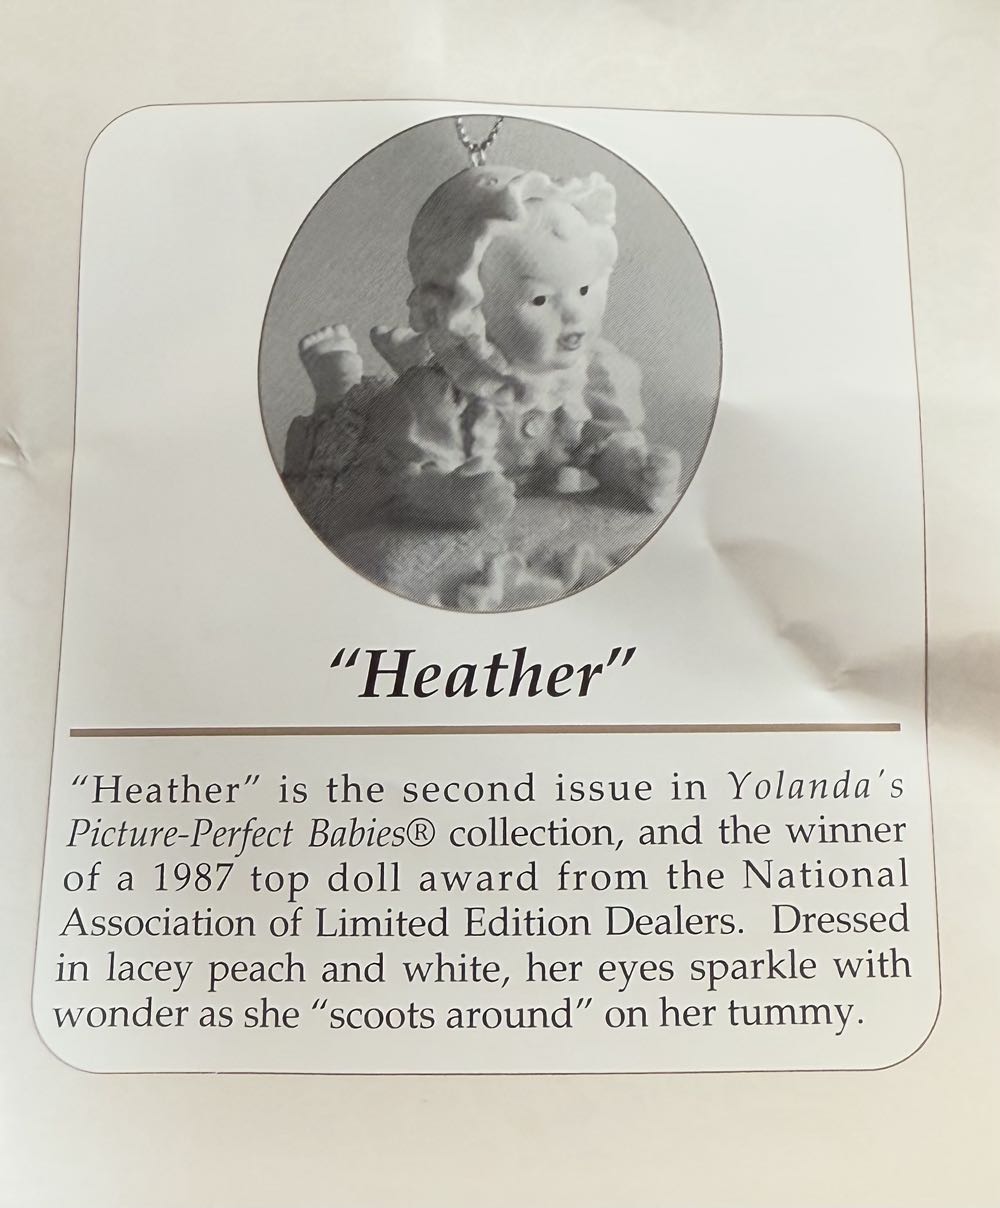 “Heather”
“Heather” is the second issue in Yolanda's
Picture-Perfect Babies® collection, and the winner
of a 1987 top doll award from the National
Association of Limited Edition Dealers. Dressed
in lacey peach and white, her eyes sparkle with
wonder as she “scoots around” on her tummy.